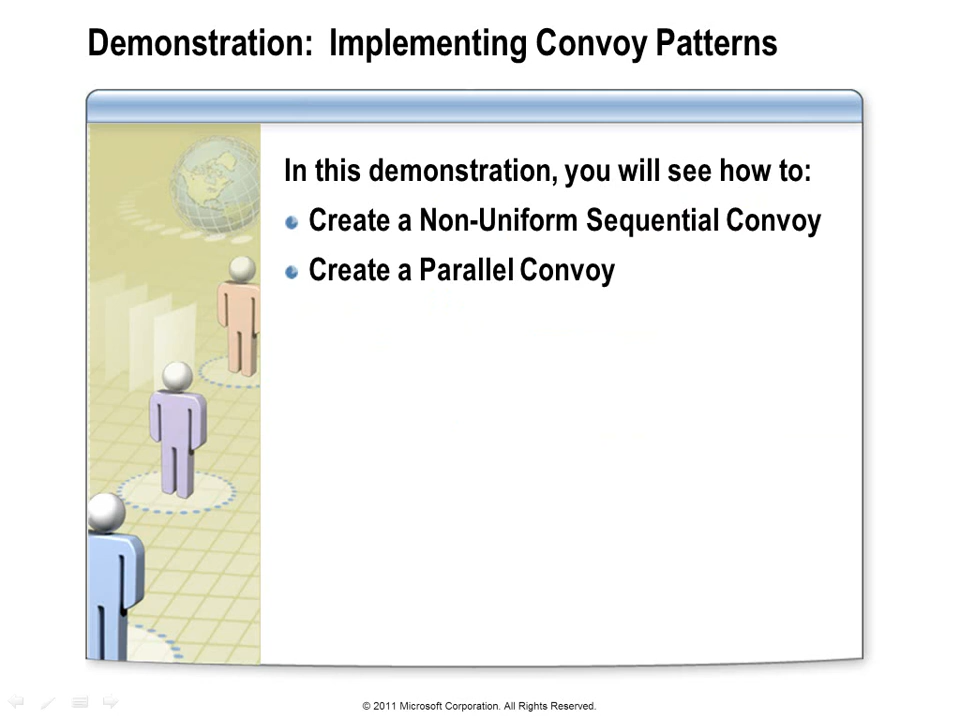 Demonstration:  Implementing Convoy Patterns
In this demonstration, you will see how to:
Create a Non-Uniform Sequential Convoy
Create a Parallel Convoy
© 2011 Microsoft Corporation. All Rights Reserved.